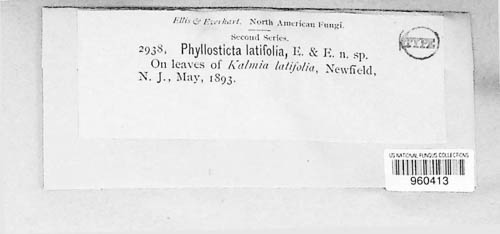 Ellis & Everhart. North American Fungi.
Second Series.
2938, Phyllosticta latifolia, E. & E. n. sp.
On leaves of Kalmia latifolia, Newfield,
N. J., May, 1893.
TYPE
US NATIONAL FUNGUS COLLECTIONS
960413